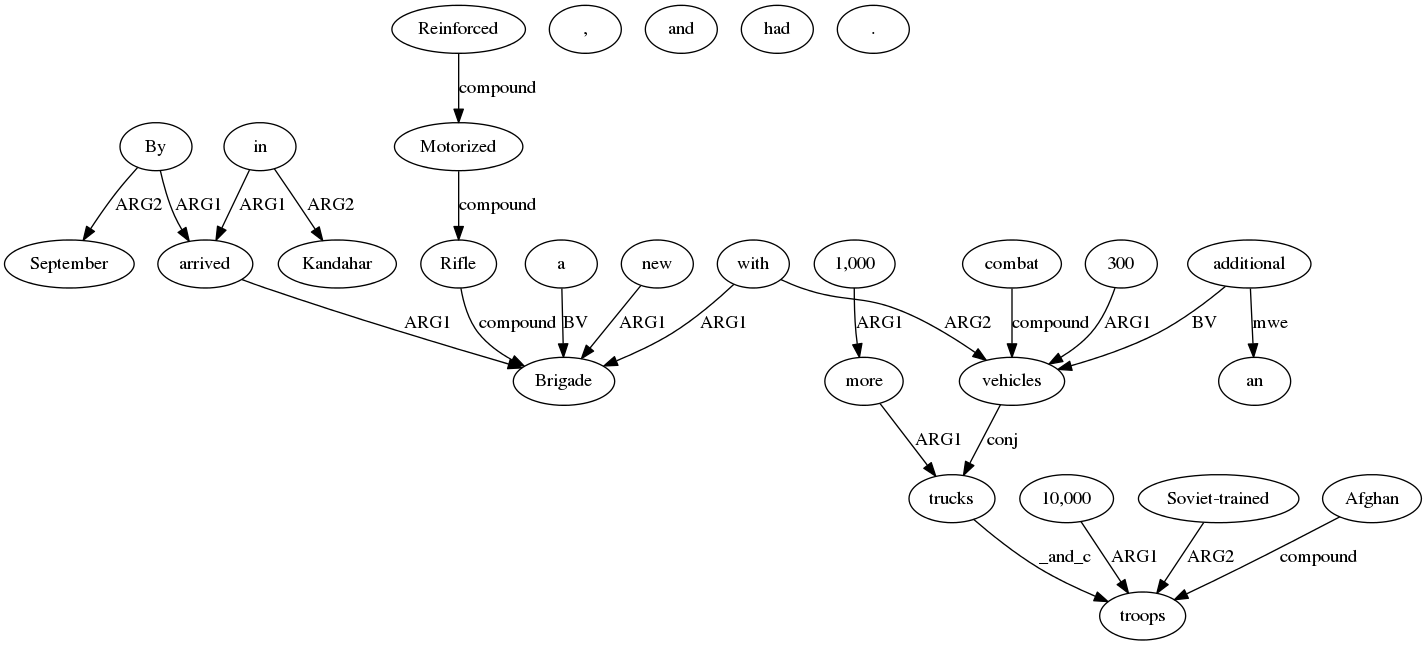 Reinforced , and had .
compound
By in Motorized
ARG2 ARG1 ARG1 ARG2 compound
September arrived Kandahar Rifle a new with 1,000 combat 300 additional
ARG1 compound BV ARG1 ARG1 ARG2 ARG1 compound ARG1 BV mwe
Brigade more vehicles an
ARG1 conj
trucks 10,000 Soviet-trained Afghan
_and_c ARG1 ARG2 compound
troops